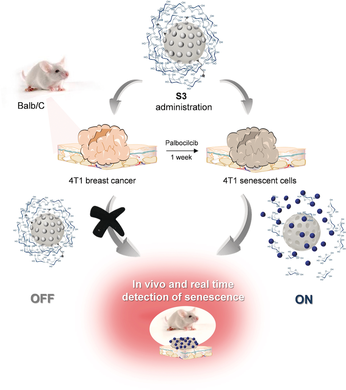 S3
administration
Balb/C
Palbocilcib
1 week
4T1 breast cancer
4T1 senescent cells
OFF
ON
In vivo and real time
detection of senescence